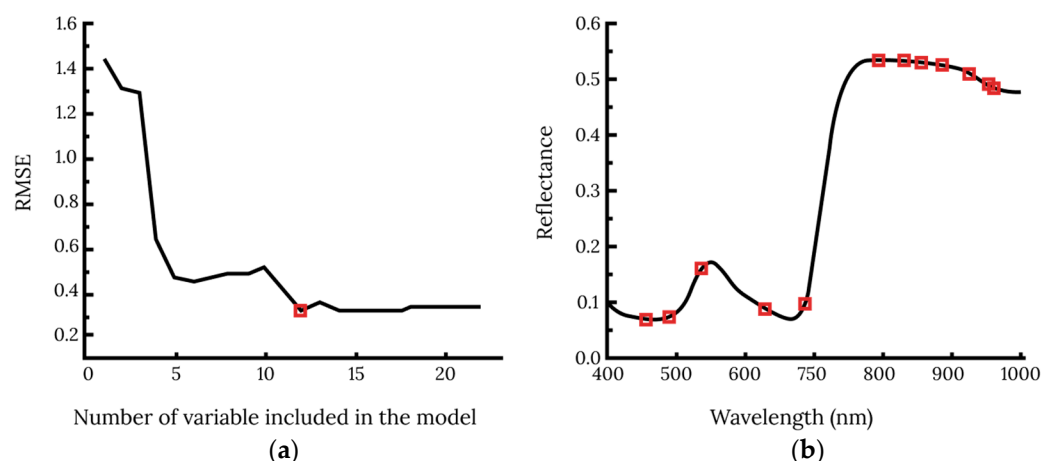 1.6
1.4
1.2
1.0
0.8
0.6
0.4
0.2
RMSE
0 5 10 15 20
Number of variable included in the model
(a)
0.6
0.5
0.4
0.3
0.2
0.1
0.0
Reflectance
400 500 600 750 800 900 1000
Wavelength (nm)
(b)